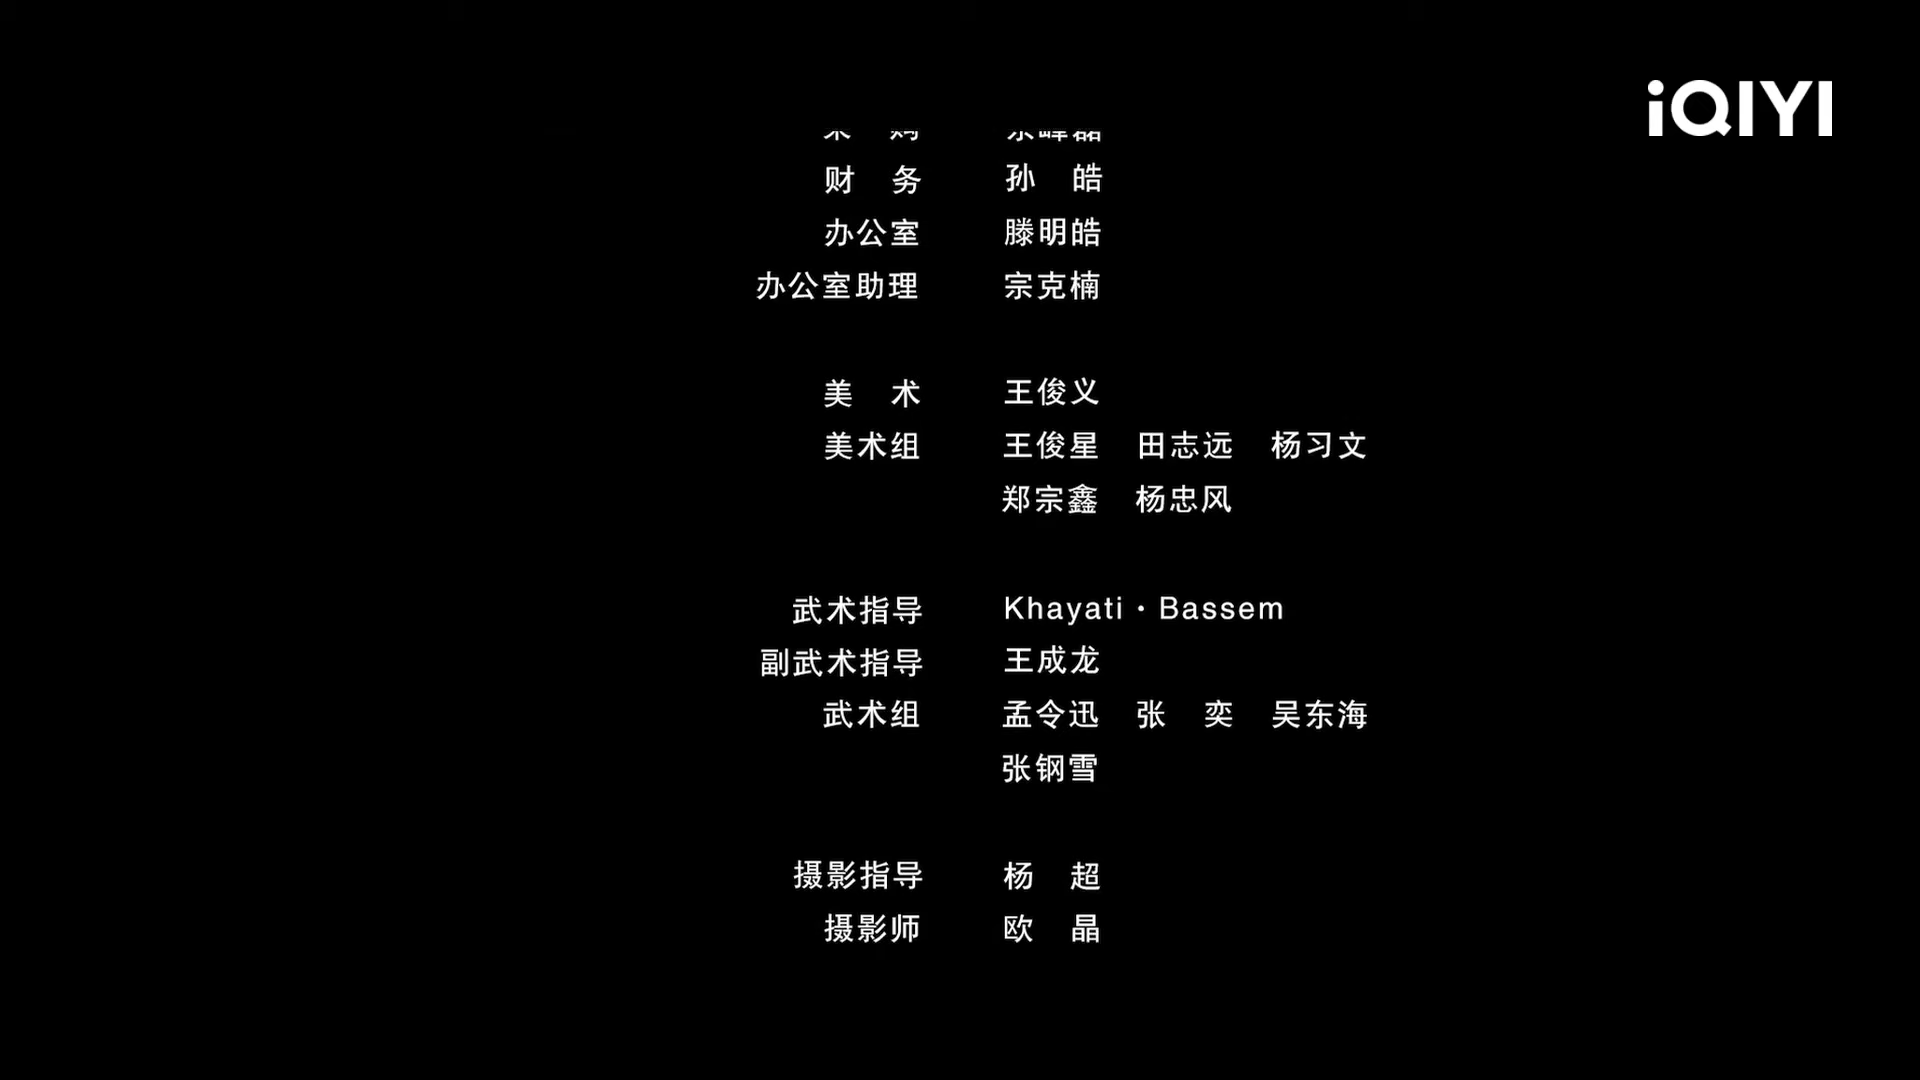 iQIYI
财 务 孙 皓
办公室 滕明皓
办公室助理 宗克楠
美 术 王俊义
美术组 王俊星 田志远 杨习文
郑宗鑫 杨忠风
武术指导 Khayati·Bassem
副武术指导 王成龙
武术组 孟令迅 张 奕 吴东海
张钢雪
摄影指导 杨 超
摄影师 欧 晶